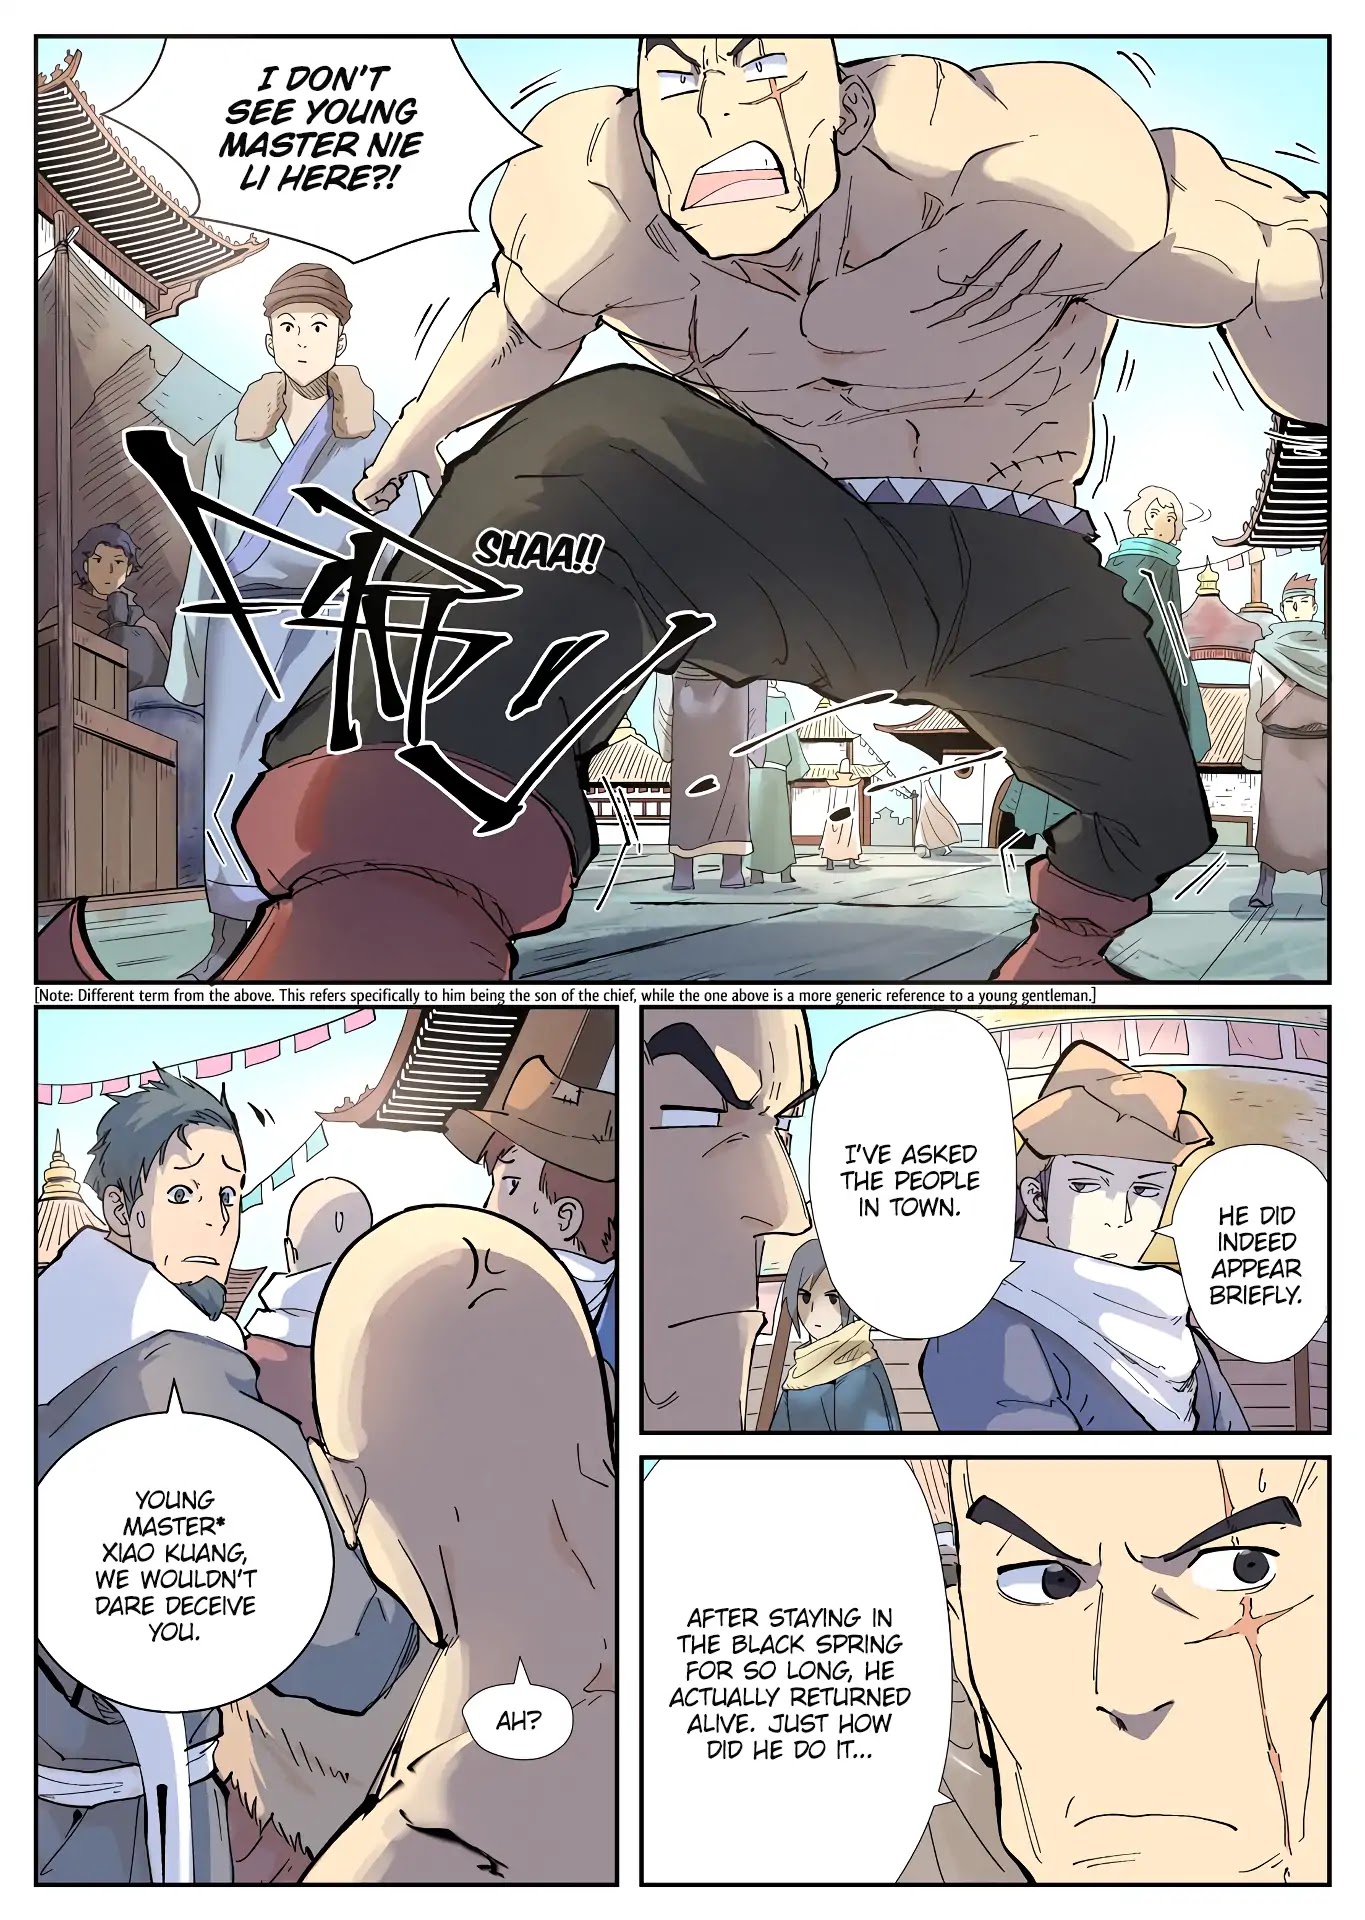 I DON'T
SEE YOUNG
MASTER NIE
LI HERE?!
SHAA!!
[Note: Different term from the above. This refers specifically to him being the son of the chief, while the one above is a more generic reference to a young gentleman.]
YOUNG
MASTER*
XIAO KUANG,
WE WOULDN'T
DARE DECEIVE
YOU.
AH?
I'VE ASKED
THE PEOPLE
IN TOWN.
HE DID
INDEED
APPEAR
BRIEFLY.
AFTER STAYING IN
THE BLACK SPRING
FOR SO LONG, HE
ACTUALLY RETURNED
ALIVE. JUST HOW
DID HE DO IT...